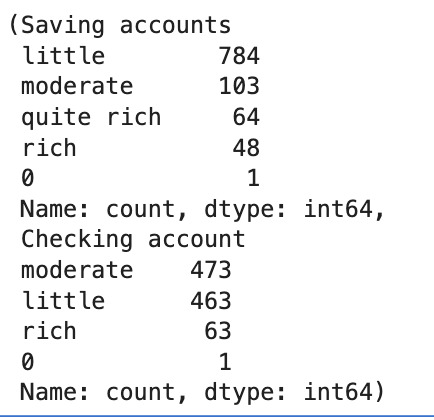 (Saving accounts
little 784
moderate 103
quite rich 64
rich 48
0 1
Name: count, dtype: int64,
Checking account
moderate 473
little 463
rich 63
0 1
Name: count, dtype: int64)